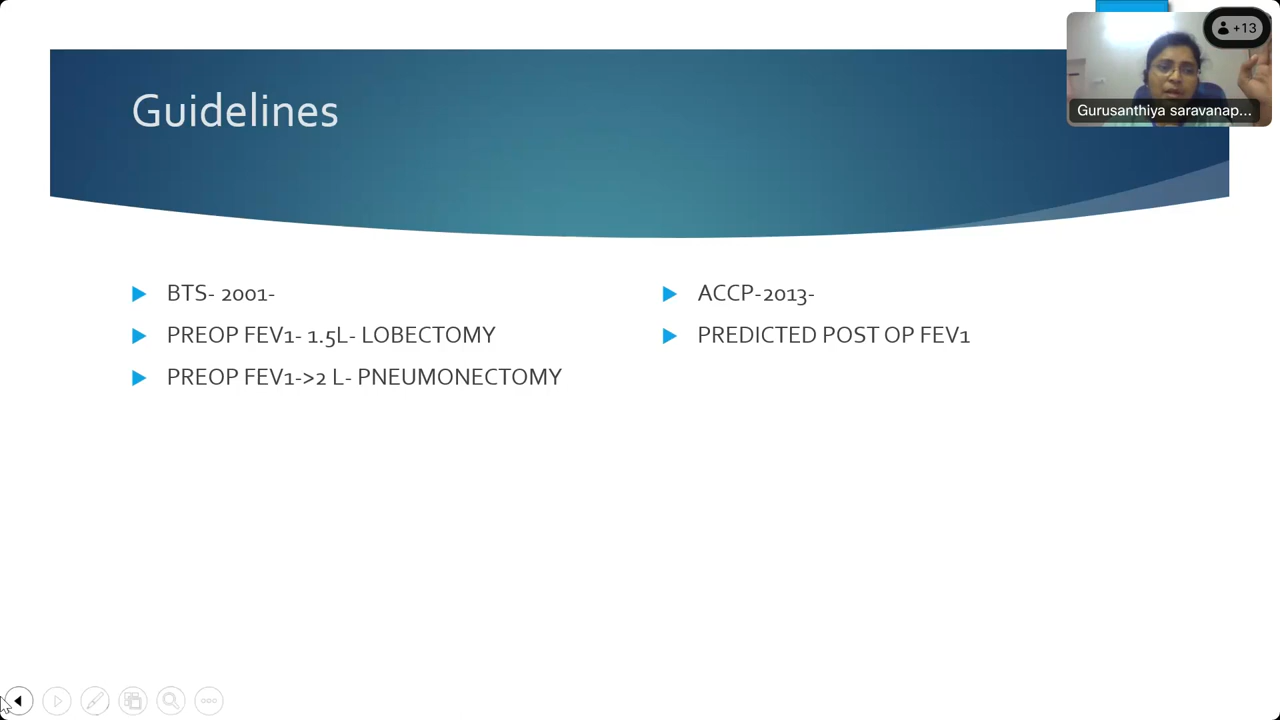 Guidelines
+13
Gurusanthiya saravanap...
BTS- 2001-
PREOP FEV1- 1.5L- LOBECTOMY
PREOP FEV1->2 L- PNEUMONECTOMY
ACCP-2013-
PREDICTED POST OP FEV1